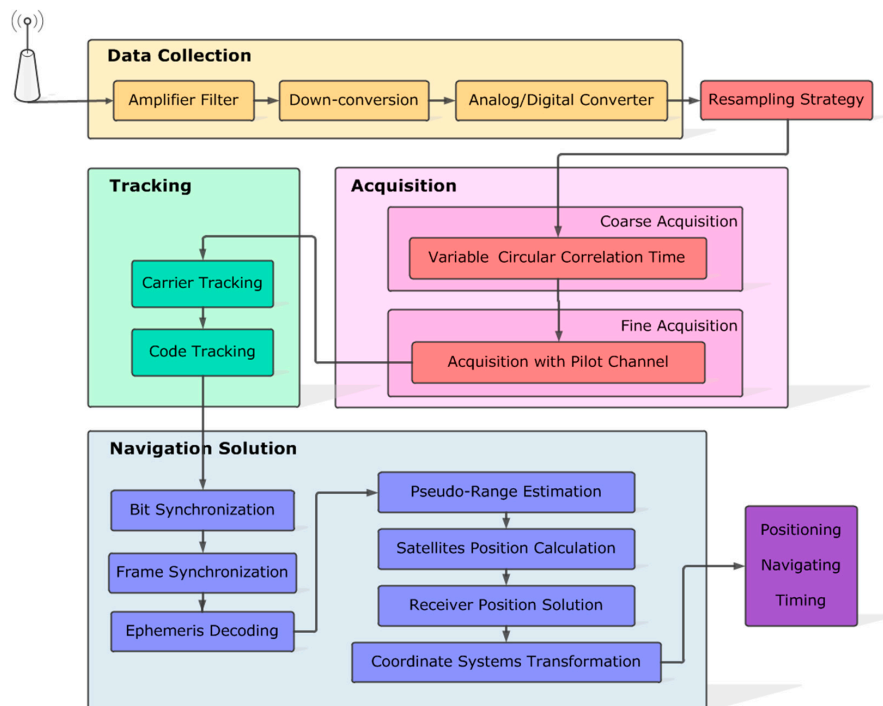 Data Collection
Amplifier Filter
Down-conversion
Analog/Digital Converter
Resampling Strategy
Tracking
Acquisition
Coarse Acquisition
Variable Circular Correlation Time
Carrier Tracking
Fine Acquisition
Code Tracking
Acquisition with Pilot Channel
Navigation Solution
Bit Synchronization
Frame Synchronization
Ephemeris Decoding
Pseudo-Range Estimation
Satellites Position Calculation
Receiver Position Solution
Coordinate Systems Transformation
Positioning
Navigating
Timing